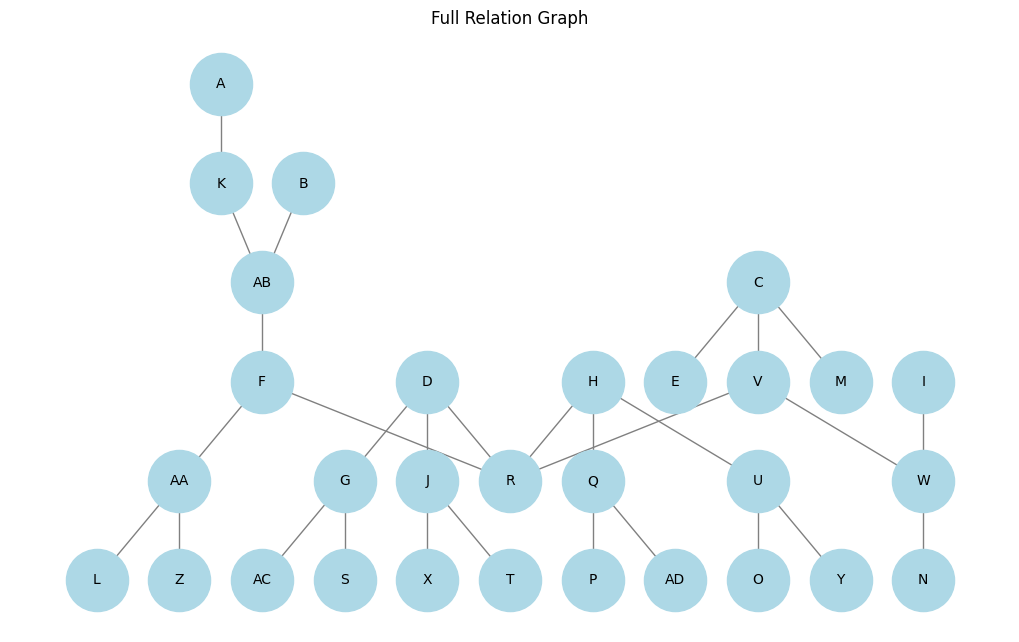 Full Relation Graph
A
K B
AB C
F D H E V M I
AA G J R Q U W
L Z AC S X T P AD O Y N